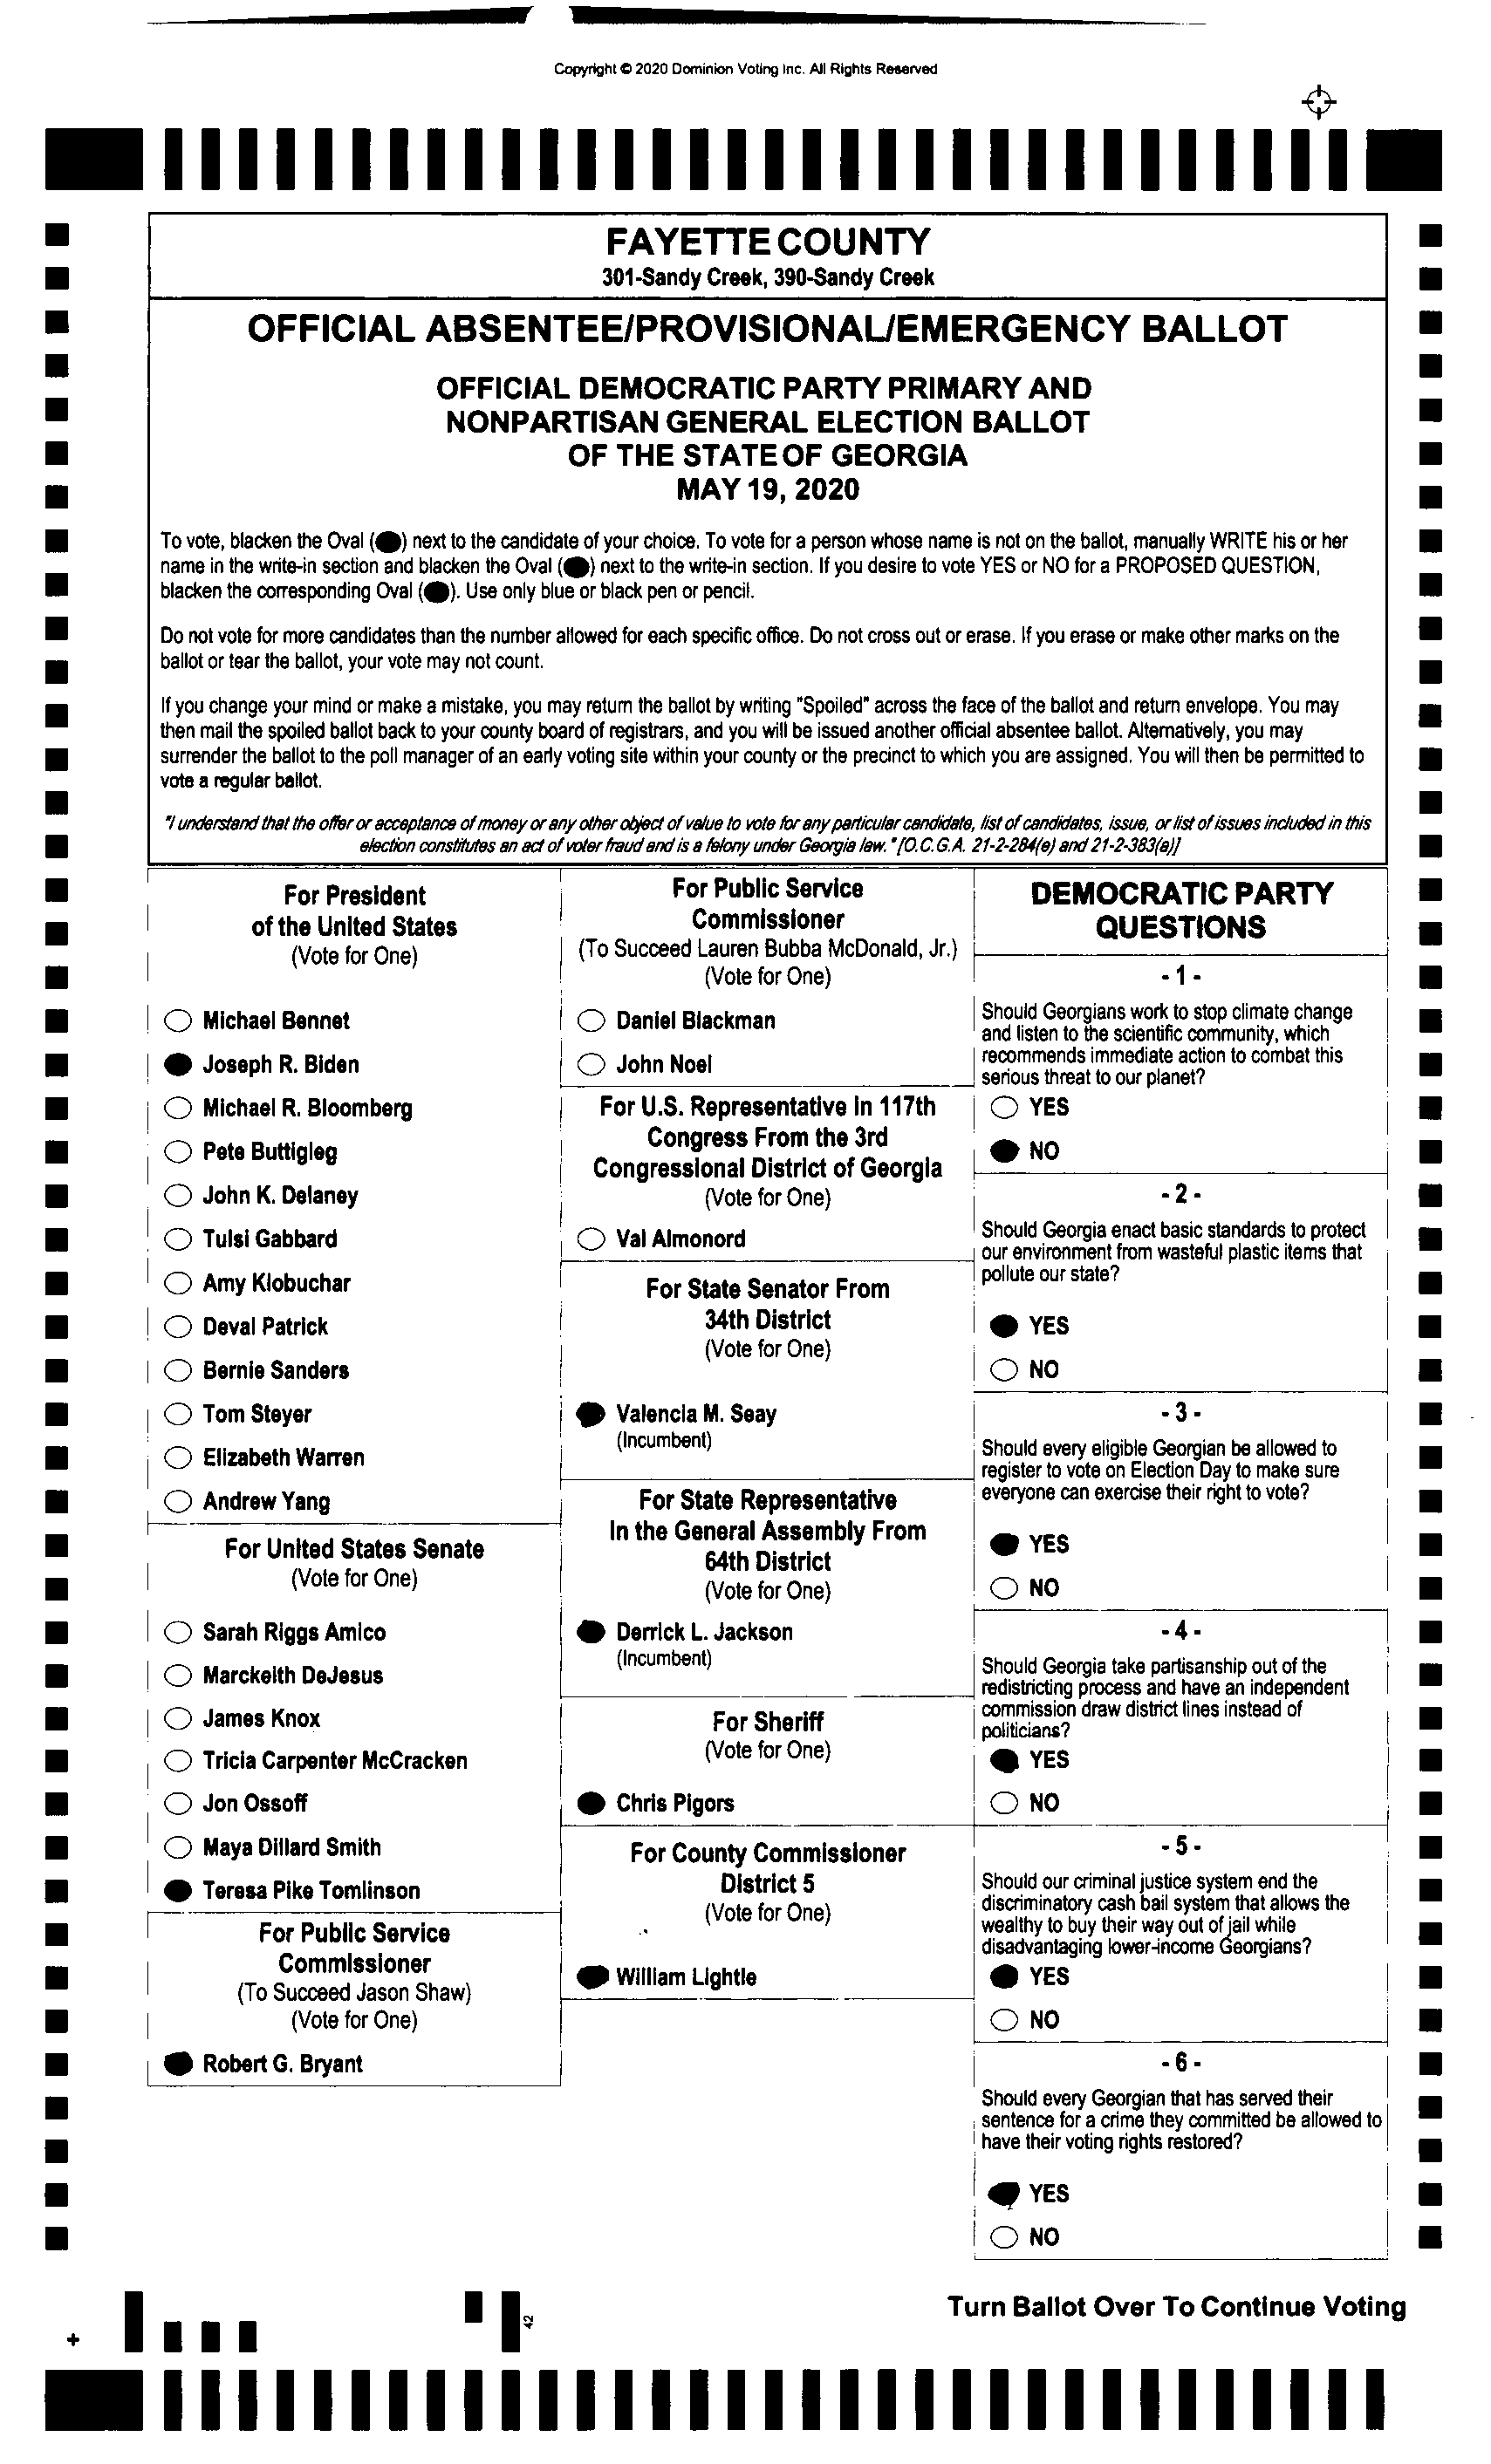 Copyright © 2020 Dominion Voting Inc. All Rights Reserved
FAYETTE COUNTY
301-Sandy Creek, 390-Sandy Creek
OFFICIAL ABSENTEE/PROVISIONAL/EMERGENCY BALLOT
OFFICIAL DEMOCRATIC PARTY PRIMARY AND
NONPARTISAN GENERAL ELECTION BALLOT
OF THE STATE OF GEORGIA
MAY 19, 2020
To vote, blacken the Oval (●) next to the candidate of your choice. To vote for a person whose name is not on the ballot, manually WRITE his or her
name in the write-in section and blacken the Oval (●) next to the write-in section. If you desire to vote YES or NO for a PROPOSED QUESTION,
blacken the corresponding Oval (●). Use only blue or black pen or pencil.
Do not vote for more candidates than the number allowed for each specific office. Do not cross out or erase. If you erase or make other marks on the
ballot or tear the ballot, your vote may not count.
If you change your mind or make a mistake, you may return the ballot by writing "Spoiled" across the face of the ballot and return envelope. You may
then mail the spoiled ballot back to your county board of registrars, and you will be issued another official absentee ballot. Alternatively, you may
surrender the ballot to the poll manager of an early voting site within your county or the precinct to which you are assigned. You will then be permitted to
vote a regular ballot.
"I understand that the offer or acceptance of money or any other object of value to vote for any particular candidate, list of candidates, issue, or list of issues included in this
election constitutes an act of voter fraud and is a felony under Georgia law." [O.C.G.A. 21-2-284(e) and 21-2-383(a)]
For President
of the United States
(Vote for One)
Michael Bennet
Joseph R. Biden
Michael R. Bloomberg
Pete Buttigieg
John K. Delaney
Tulsi Gabbard
Amy Klobuchar
Deval Patrick
Bernie Sanders
Tom Steyer
Elizabeth Warren
Andrew Yang
For United States Senate
(Vote for One)
Sarah Riggs Amico
Marckeith DeJesus
James Knox
Tricia Carpenter McCracken
Jon Ossoff
Maya Dillard Smith
Teresa Pike Tomlinson
For Public Service
Commissioner
(To Succeed Jason Shaw)
(Vote for One)
Robert G. Bryant
For Public Service
Commissioner
(To Succeed Lauren Bubba McDonald, Jr.)
(Vote for One)
Daniel Blackman
John Noel
For U.S. Representative in 117th
Congress From the 3rd
Congressional District of Georgia
(Vote for One)
Val Almonord
For State Senator From
34th District
(Vote for One)
Valencia M. Seay
(Incumbent)
For State Representative
In the General Assembly From
64th District
(Vote for One)
Derrick L. Jackson
(Incumbent)
For Sheriff
(Vote for One)
Chris Pigors
For County Commissioner
District 5
(Vote for One)
William Lightle
DEMOCRATIC PARTY
QUESTIONS
- 1 -
Should Georgians work to stop climate change
and listen to the scientific community, which
recommends immediate action to combat this
serious threat to our planet?
YES
NO
- 2 -
Should Georgia enact basic standards to protect
our environment from wasteful plastic items that
pollute our state?
YES
NO
- 3 -
Should every eligible Georgian be allowed to
register to vote on Election Day to make sure
everyone can exercise their right to vote?
YES
NO
- 4 -
Should Georgia take partisanship out of the
redistricting process and have an independent
commission draw district lines instead of
politicians?
YES
NO
- 5 -
Should our criminal justice system end the
discriminatory cash bail system that allows the
wealthy to buy their way out of jail while
disadvantaging lower-income Georgians?
YES
NO
- 6 -
Should every Georgian that has served their
sentence for a crime they committed be allowed to
have their voting rights restored?
YES
NO
Turn Ballot Over To Continue Voting
42